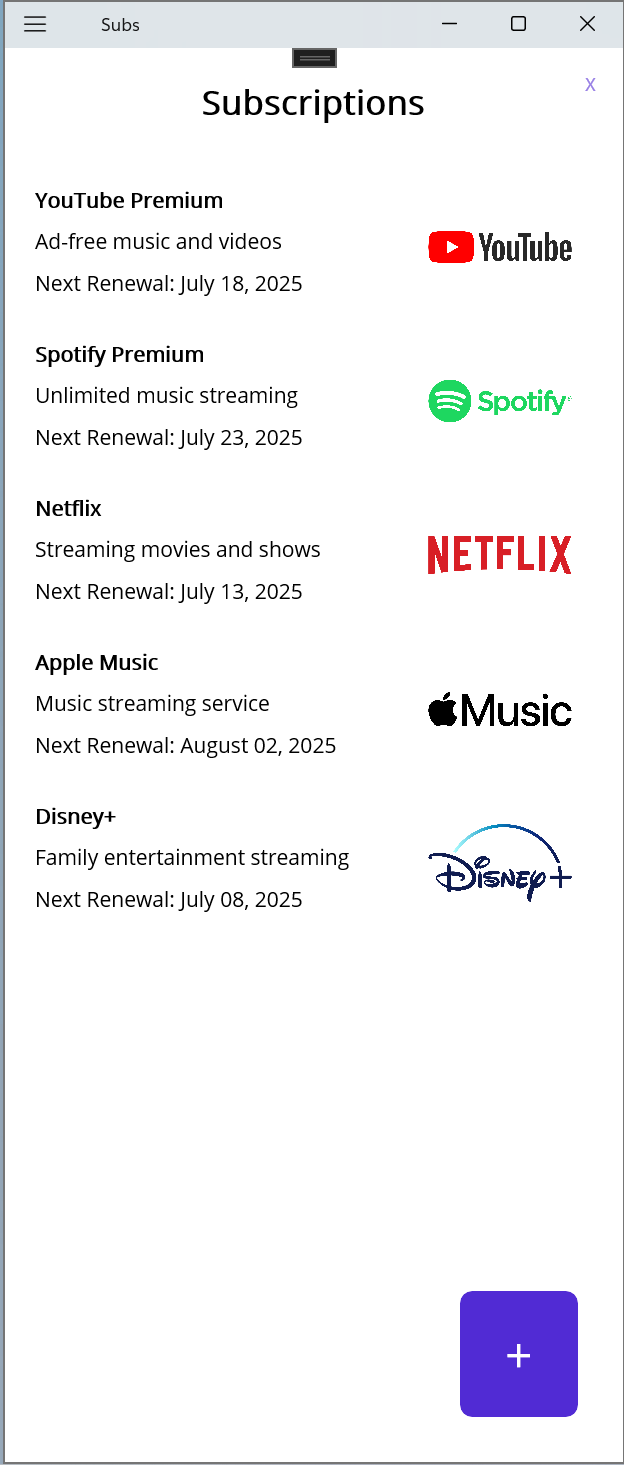 Subs
X
Subscriptions
YouTube Premium
Ad-free music and videos
Next Renewal: July 18, 2025
YouTube
Spotify Premium
Unlimited music streaming
Next Renewal: July 23, 2025
Spotify
Netflix
Streaming movies and shows
Next Renewal: July 13, 2025
NETFLIX
Apple Music
Music streaming service
Next Renewal: August 02, 2025
Music
Disney+
Family entertainment streaming
Next Renewal: July 08, 2025
Disney+
+